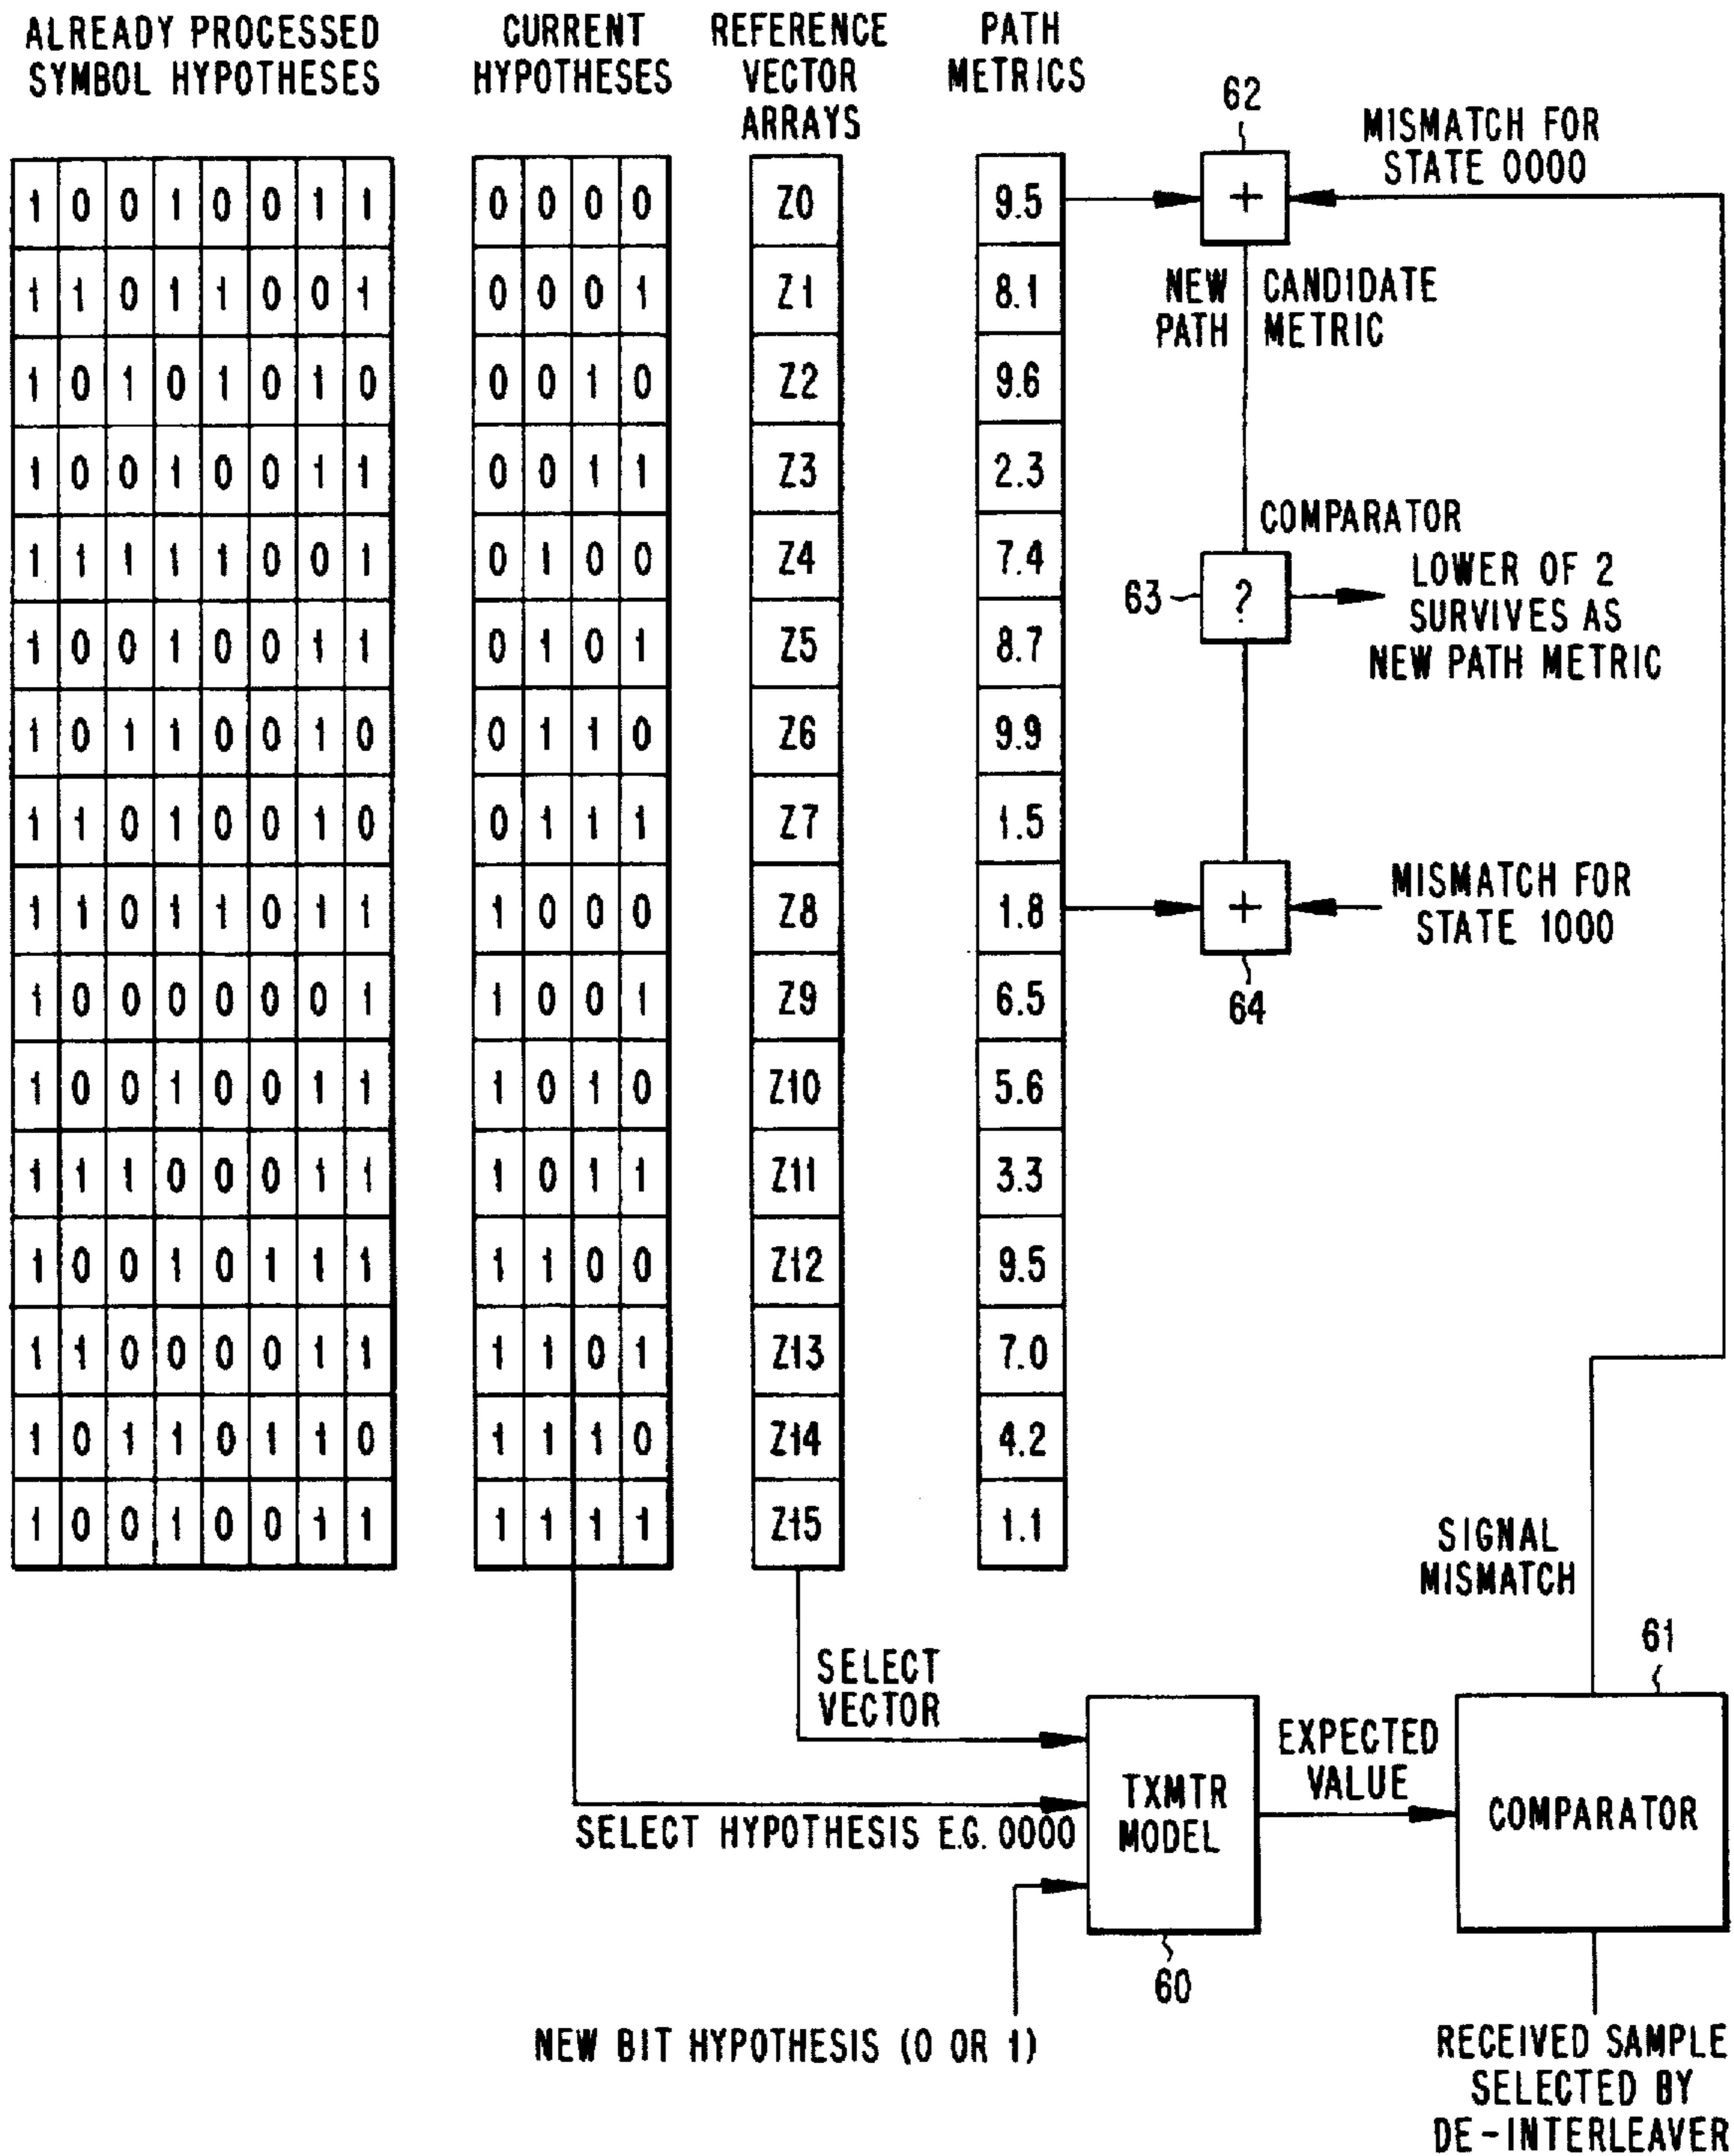 ALREADY PROCESSED
SYMBOL HYPOTHESES
CURRENT
HYPOTHESES
REFERENCE
VECTOR
ARRAYS
PATH
METRICS
1 0 0 1 0 0 1 1 0 0 0 0 Z0 9.5
1 1 0 1 1 0 0 1 0 0 0 1 Z1 8.1
1 0 1 0 1 0 1 0 0 0 1 0 Z2 9.6
1 0 0 1 0 0 1 1 0 0 1 1 Z3 2.3
1 1 1 1 1 0 0 1 0 1 0 0 Z4 7.4
1 0 0 1 0 0 1 1 0 1 0 1 Z5 8.7
1 0 1 1 0 0 1 0 0 1 1 0 Z6 9.9
1 1 0 1 0 0 1 0 0 1 1 1 Z7 1.5
1 1 0 1 1 0 1 1 1 0 0 0 Z8 1.8
1 0 0 0 0 0 0 1 1 0 0 1 Z9 6.5
1 0 0 1 0 0 1 1 1 0 1 0 Z10 5.6
1 1 1 0 0 0 1 1 1 0 1 1 Z11 3.3
1 0 0 1 0 1 1 1 1 1 0 0 Z12 9.5
1 1 0 0 0 0 1 1 1 1 0 1 Z13 7.0
1 0 1 1 0 1 1 0 1 1 1 0 Z14 4.2
1 0 0 1 0 0 1 1 1 1 1 1 Z15 1.1
62
+
MISMATCH FOR
STATE 0000
NEW CANDIDATE
PATH METRIC
COMPARATOR
63
?
LOWER OF 2
SURVIVES AS
NEW PATH METRIC
+
MISMATCH FOR
STATE 1000
64
SIGNAL
MISMATCH
61
SELECT
VECTOR
SELECT HYPOTHESIS E.G. 0000
TXMTR
MODEL
60
EXPECTED
VALUE
COMPARATOR
NEW BIT HYPOTHESIS (0 OR 1)
RECEIVED SAMPLE
SELECTED BY
DE-INTERLEAVER